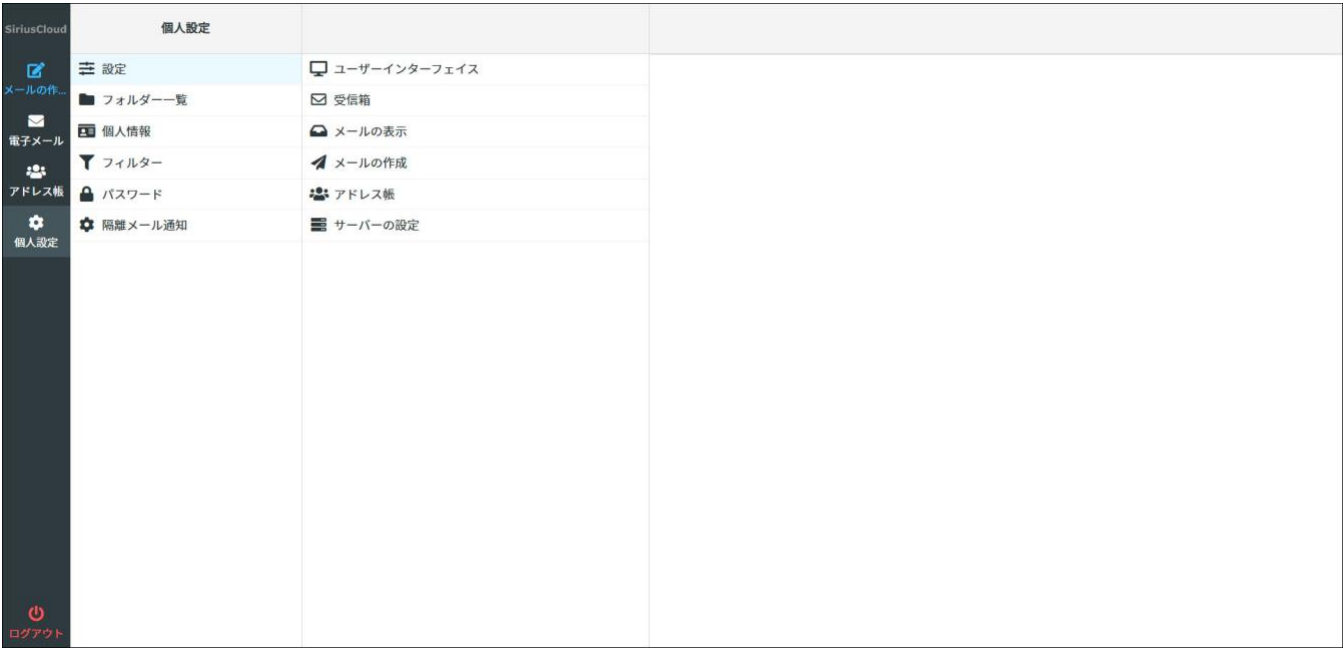 SiriusCloud
メールの作...
電子メール
アドレス帳
個人設定
ログアウト
個人設定
設定
フォルダー一覧
個人情報
フィルター
パスワード
隔離メール通知
ユーザーインターフェイス
受信箱
メールの表示
メールの作成
アドレス帳
サーバーの設定